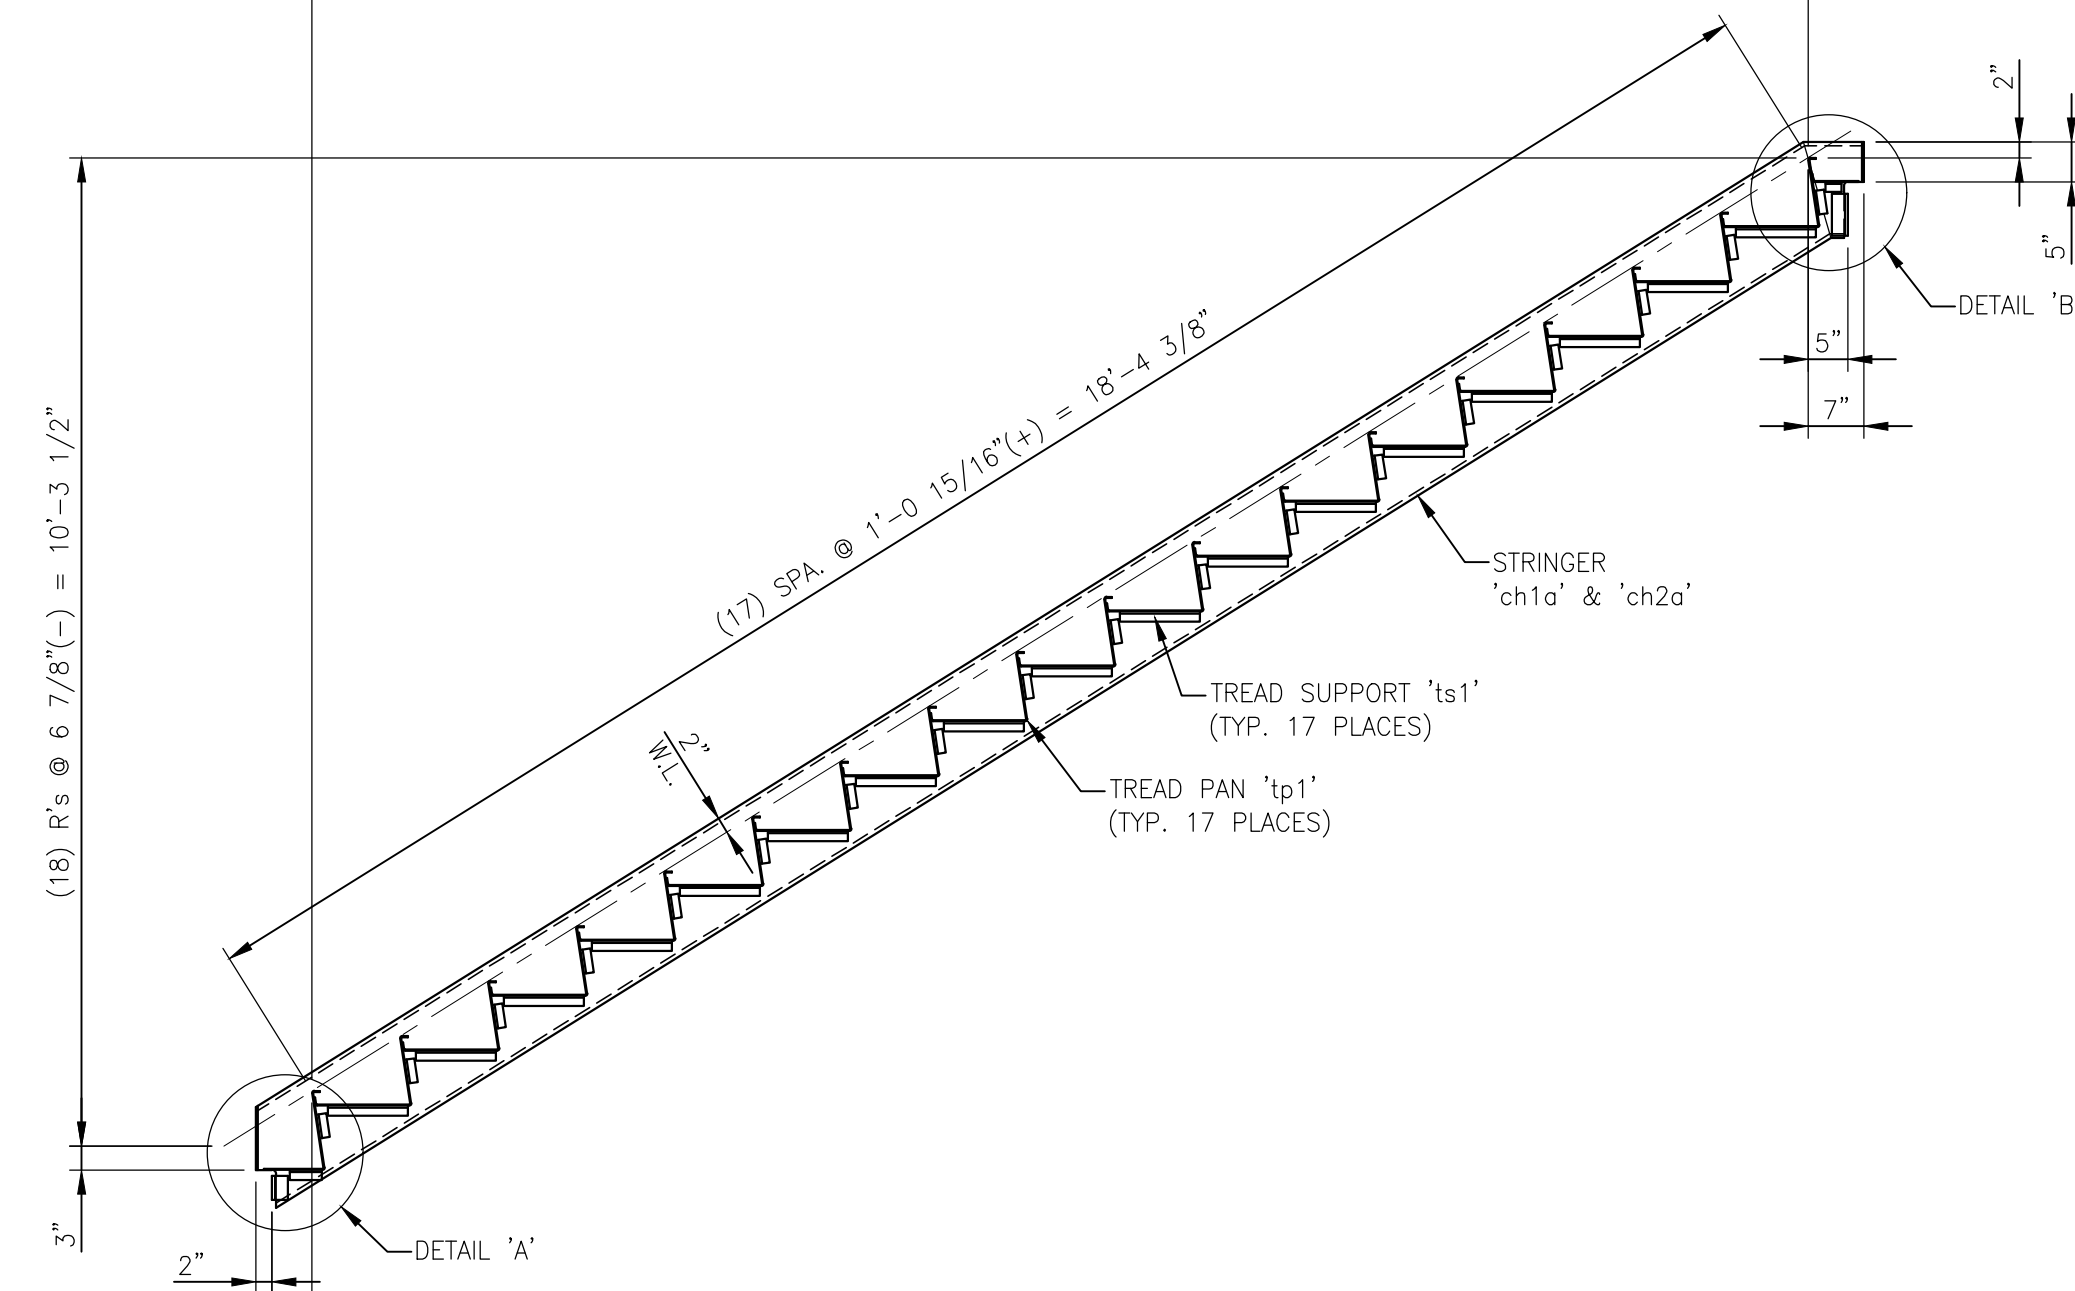 2"
5"
DETAIL 'B
5"
7"
(17) SPA. @ 1'-0 15/16"(+) = 18'-4 3/8"
(18) R's @ 6 7/8"(-) = 10'-3 1/2"
STRINGER
'ch1a' & 'ch2a'
TREAD SUPPORT 'ts1'
(TYP. 17 PLACES)
2"
W.L.
TREAD PAN 'tp1'
(TYP. 17 PLACES)
3"
2"
DETAIL 'A'